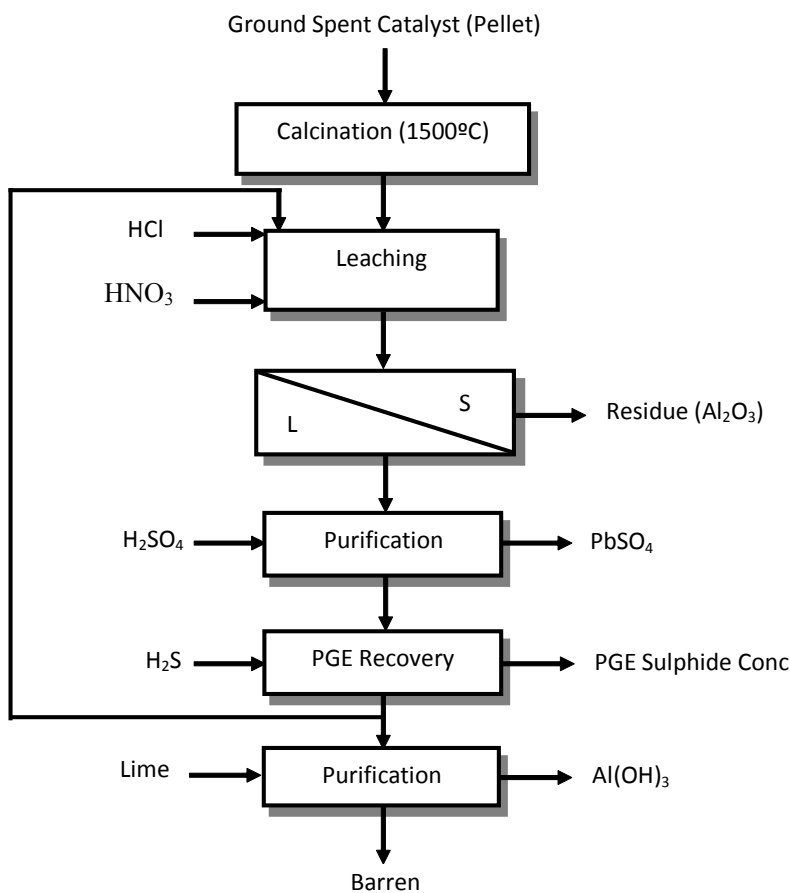 Ground Spent Catalyst (Pellet)
Calcination (1500ºC)
HCl
Leaching
HNO₃
S
L
Residue (Al₂O₃)
H₂SO₄
Purification
PbSO₄
H₂S
PGE Recovery
PGE Sulphide Conc
Lime
Purification
Al(OH)₃
Barren